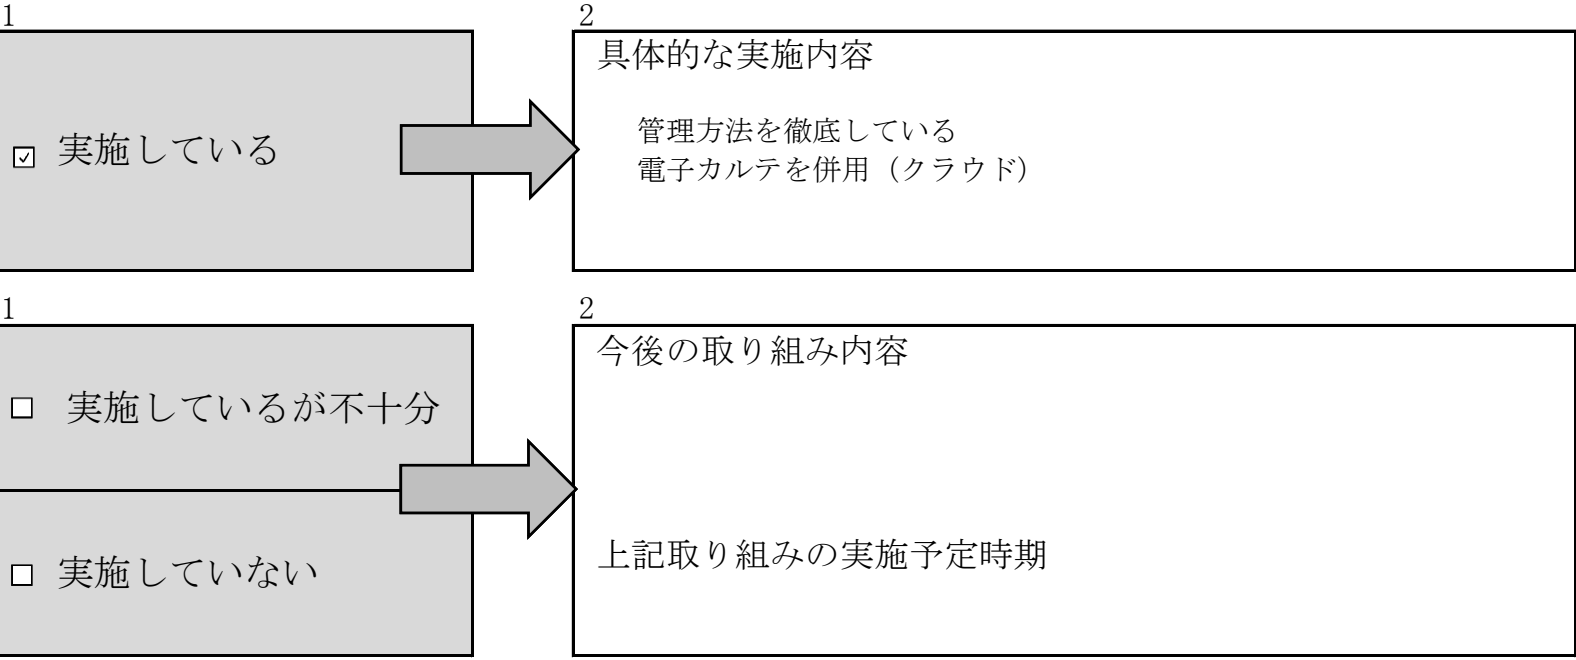 1
2
☑ 実施している
具体的な実施内容
管理方法を徹底している
電子カルテを併用（クラウド）
1
2
□ 実施しているが不十分
□ 実施していない
今後の取り組み内容
上記取り組みの実施予定時期